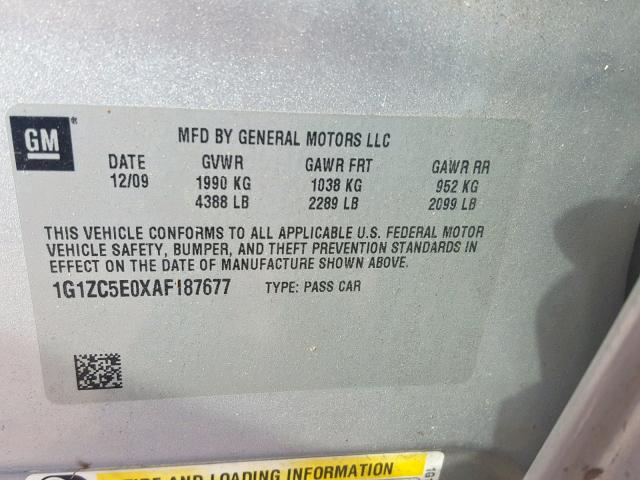 GM ®
MFD BY GENERAL MOTORS LLC
DATE GVWR GAWR FRT GAWR RR
12/09 1990 KG 1038 KG 952 KG
4388 LB 2289 LB 2099 LB
THIS VEHICLE CONFORMS TO ALL APPLICABLE U.S. FEDERAL MOTOR
VEHICLE SAFETY, BUMPER, AND THEFT PREVENTION STANDARDS IN
EFFECT ON THE DATE OF MANUFACTURE SHOWN ABOVE.
1G1ZC5E0XAF187677 TYPE: PASS CAR
TIRE AND LOADING INFORMATION